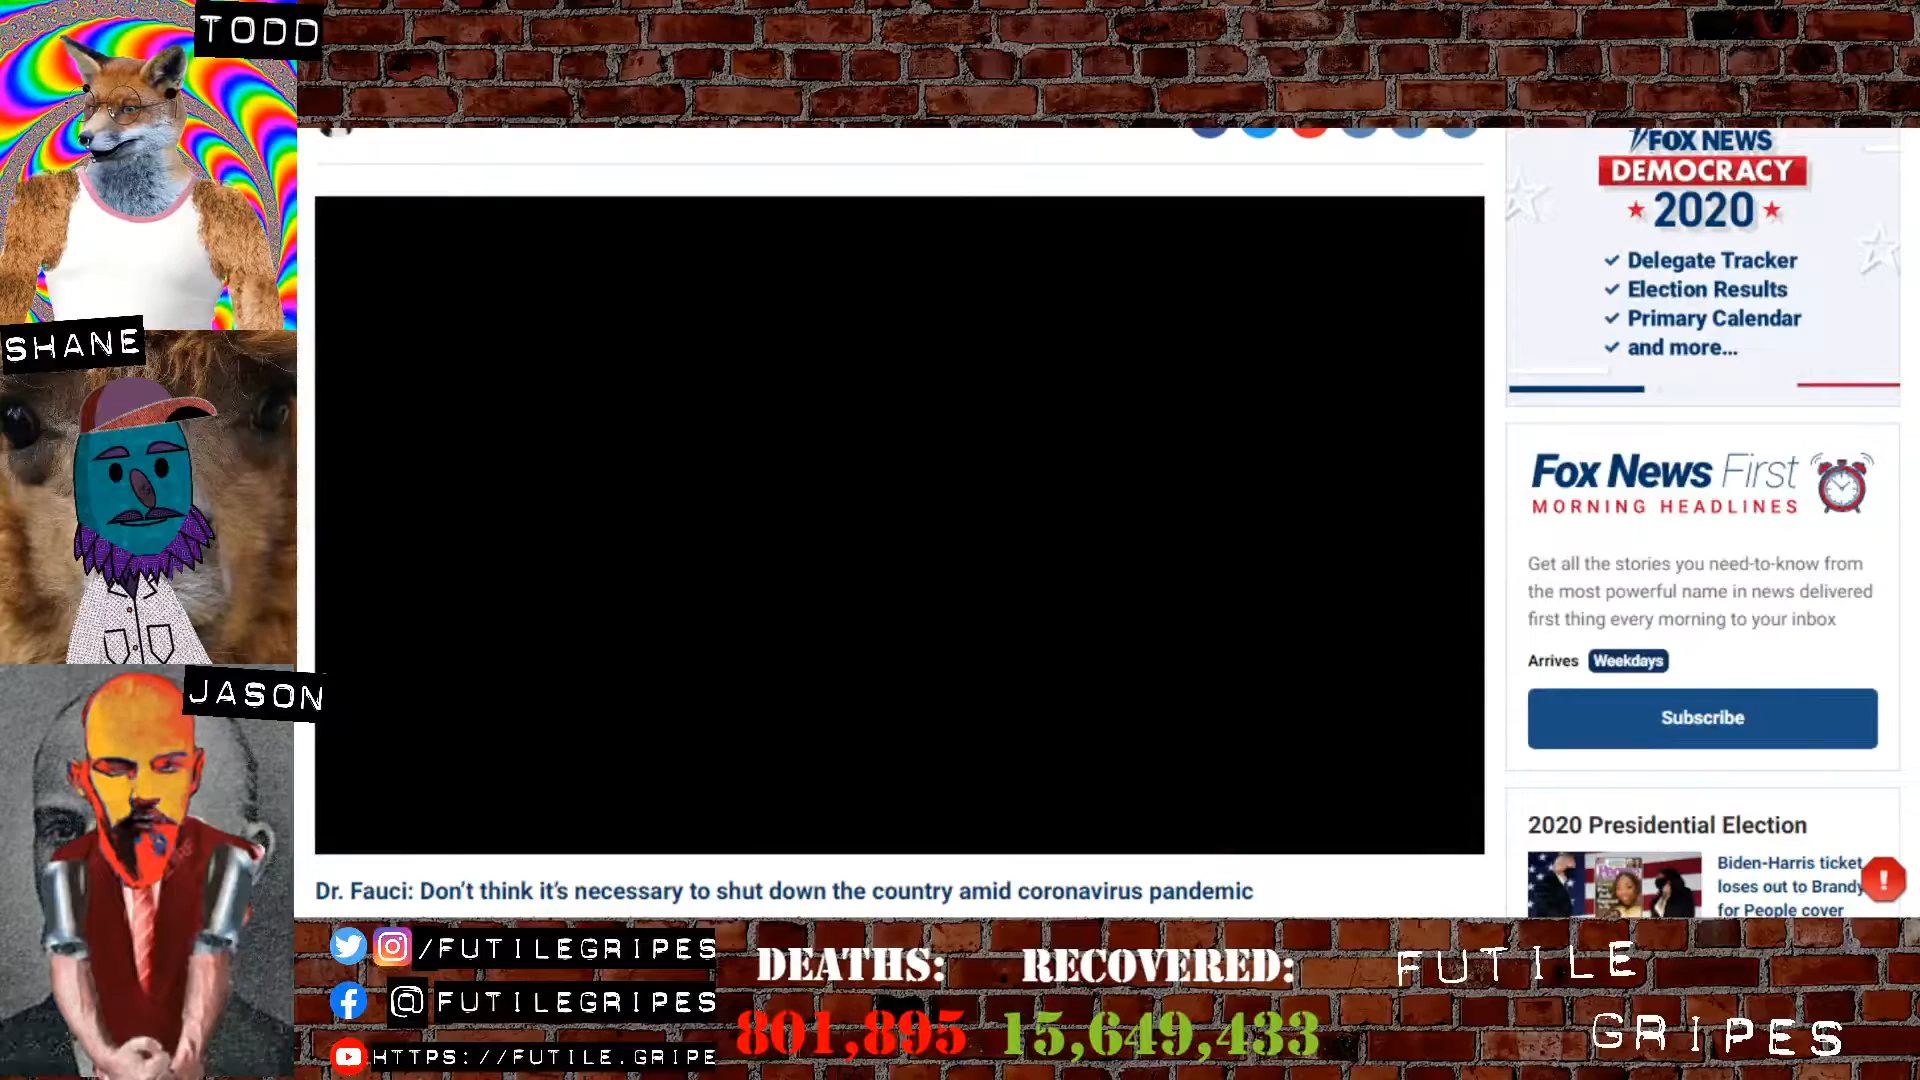 TODD
SHANE
JASON
FOX NEWS
DEMOCRACY
2020
Delegate Tracker
Election Results
Primary Calendar
and more...
Fox News First
MORNING HEADLINES
Get all the stories you need-to-know from
the most powerful name in news delivered
first thing every morning to your inbox
Arrives Weekdays
Subscribe
2020 Presidential Election
Biden-Harris ticket
loses out to Brandy
for People cover
Dr. Fauci: Don't think it's necessary to shut down the country amid coronavirus pandemic
/FUTILEGRIPES
@FUTILEGRIPES
HTTPS://FUTILE.GRIPE
DEATHS:
801,895
RECOVERED:
15,649,433
FUTILE
GRIPES